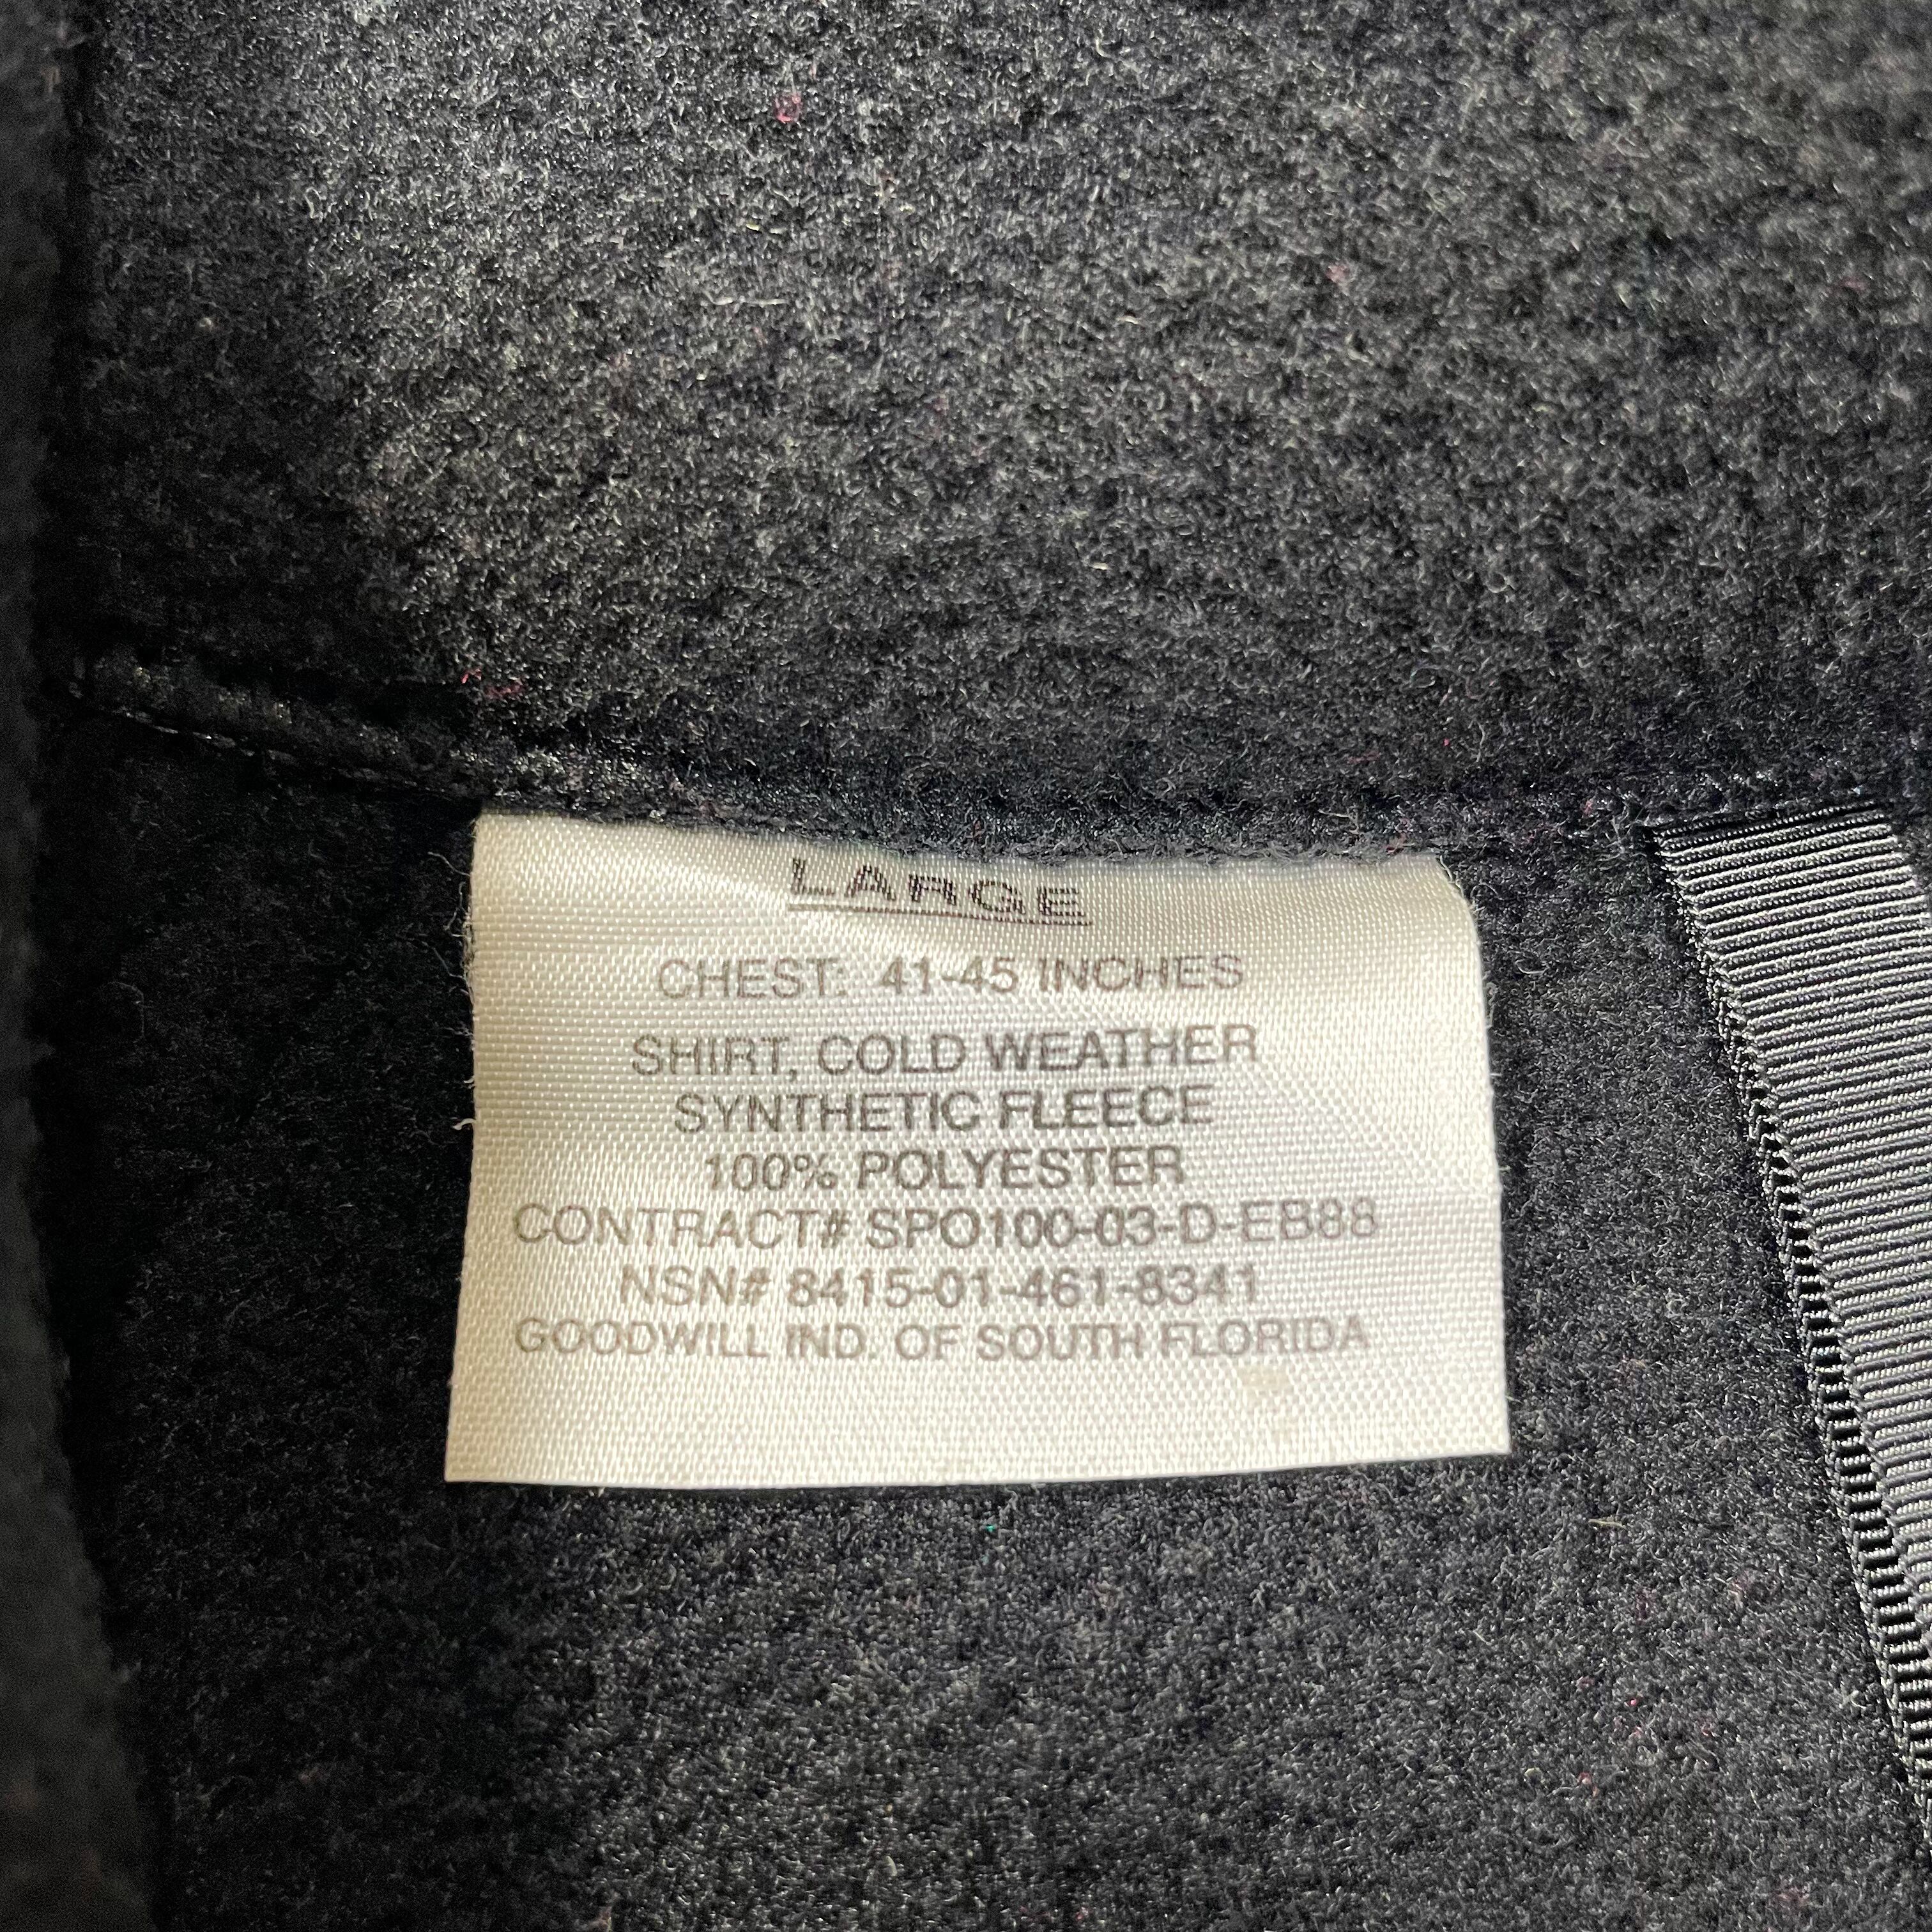 LARGE
CHEST: 41-45 INCHES
SHIRT, COLD WEATHER
SYNTHETIC FLEECE
100% POLYESTER
CONTRACT# SPO100-03-D-EB88
NSN# 8415-01-461-8341
GOODWILL IND. OF SOUTH FLORIDA